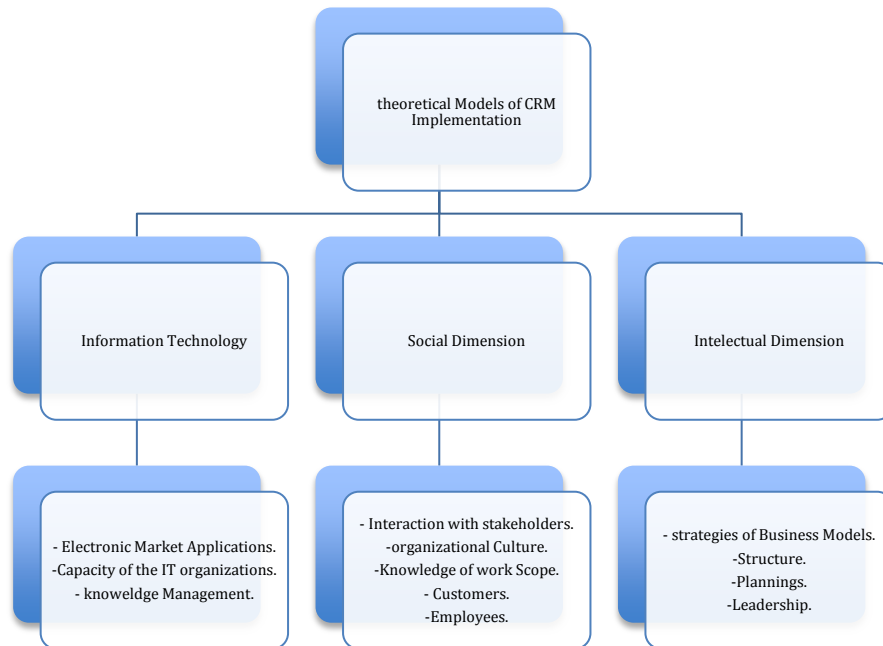 theoretical Models of CRM
Implementation
Information Technology
Social Dimension
Intelectual Dimension
- Electronic Market Applications.
-Capacity of the IT organizations.
- knoweldge Management.
- Interaction with stakeholders.
-organizational Culture.
-Knowledge of work Scope.
- Customers.
-Employees.
- strategies of Business Models.
-Structure.
-Plannings.
-Leadership.